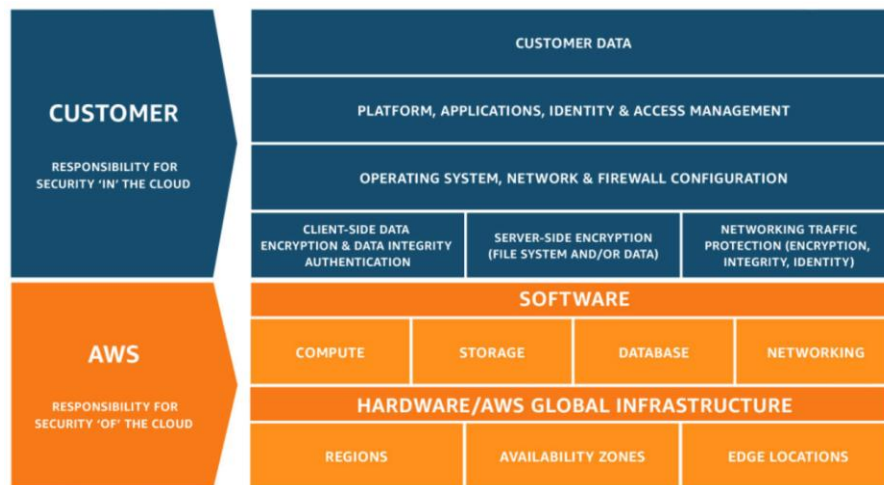 CUSTOMER
RESPONSIBILITY FOR
SECURITY ‘IN’ THE CLOUD
CUSTOMER DATA
PLATFORM, APPLICATIONS, IDENTITY & ACCESS MANAGEMENT
OPERATING SYSTEM, NETWORK & FIREWALL CONFIGURATION
CLIENT-SIDE DATA
ENCRYPTION & DATA INTEGRITY
AUTHENTICATION
SERVER-SIDE ENCRYPTION
(FILE SYSTEM AND/OR DATA)
NETWORKING TRAFFIC
PROTECTION (ENCRYPTION,
INTEGRITY, IDENTITY)
AWS
RESPONSIBILITY FOR
SECURITY ‘OF’ THE CLOUD
SOFTWARE
COMPUTE
STORAGE
DATABASE
NETWORKING
HARDWARE/AWS GLOBAL INFRASTRUCTURE
REGIONS
AVAILABILITY ZONES
EDGE LOCATIONS